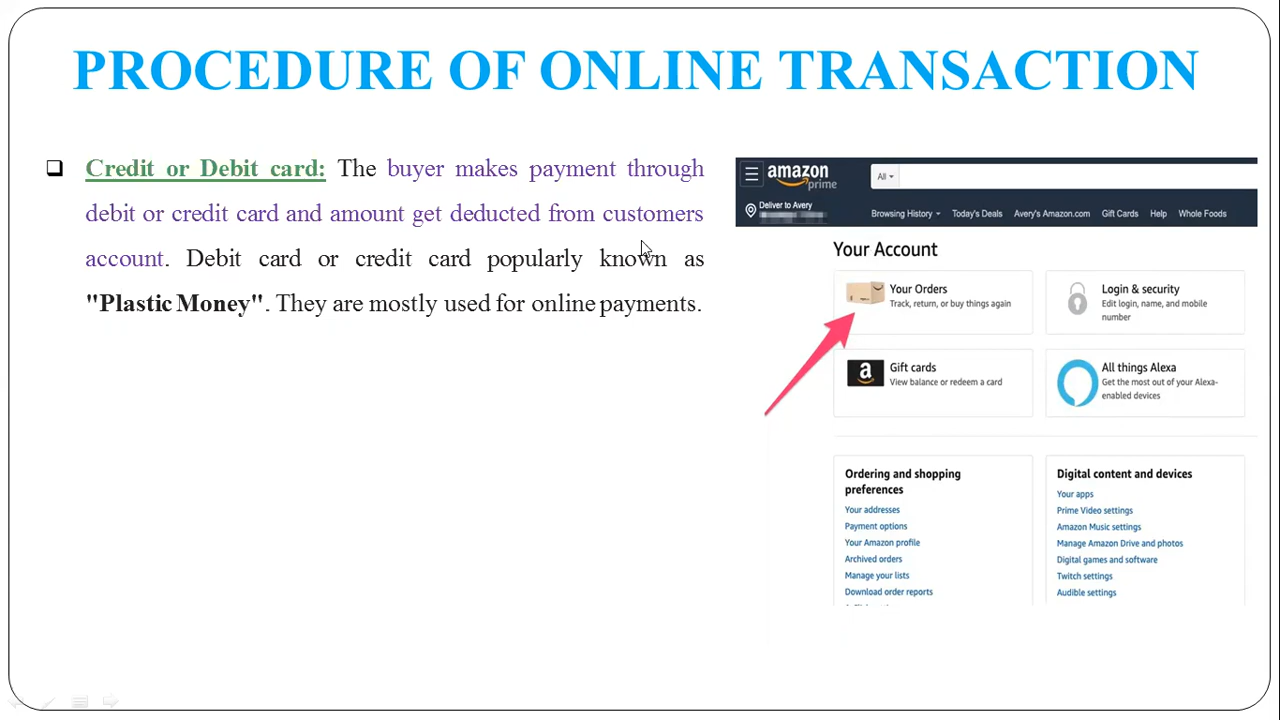 PROCEDURE OF ONLINE TRANSACTION
Credit or Debit card: The buyer makes payment through
debit or credit card and amount get deducted from customers
account. Debit card or credit card popularly known as
"Plastic Money". They are mostly used for online payments.
amazon
prime
All
Deliver to Avery
Browsing History Today's Deals Avery's Amazon.com Gift Cards Help Whole Foods
Your Account
Your Orders
Track, return, or buy things again
Login & security
Edit login, name, and mobile
number
a
Gift cards
View balance or redeem a card
All things Alexa
Get the most out of your Alexa-
enabled devices
Ordering and shopping
preferences
Your addresses
Payment options
Your Amazon profile
Archived orders
Manage your lists
Download order reports
Digital content and devices
Your apps
Prime Video settings
Amazon Music settings
Manage Amazon Drive and photos
Digital games and software
Twitch settings
Audible settings